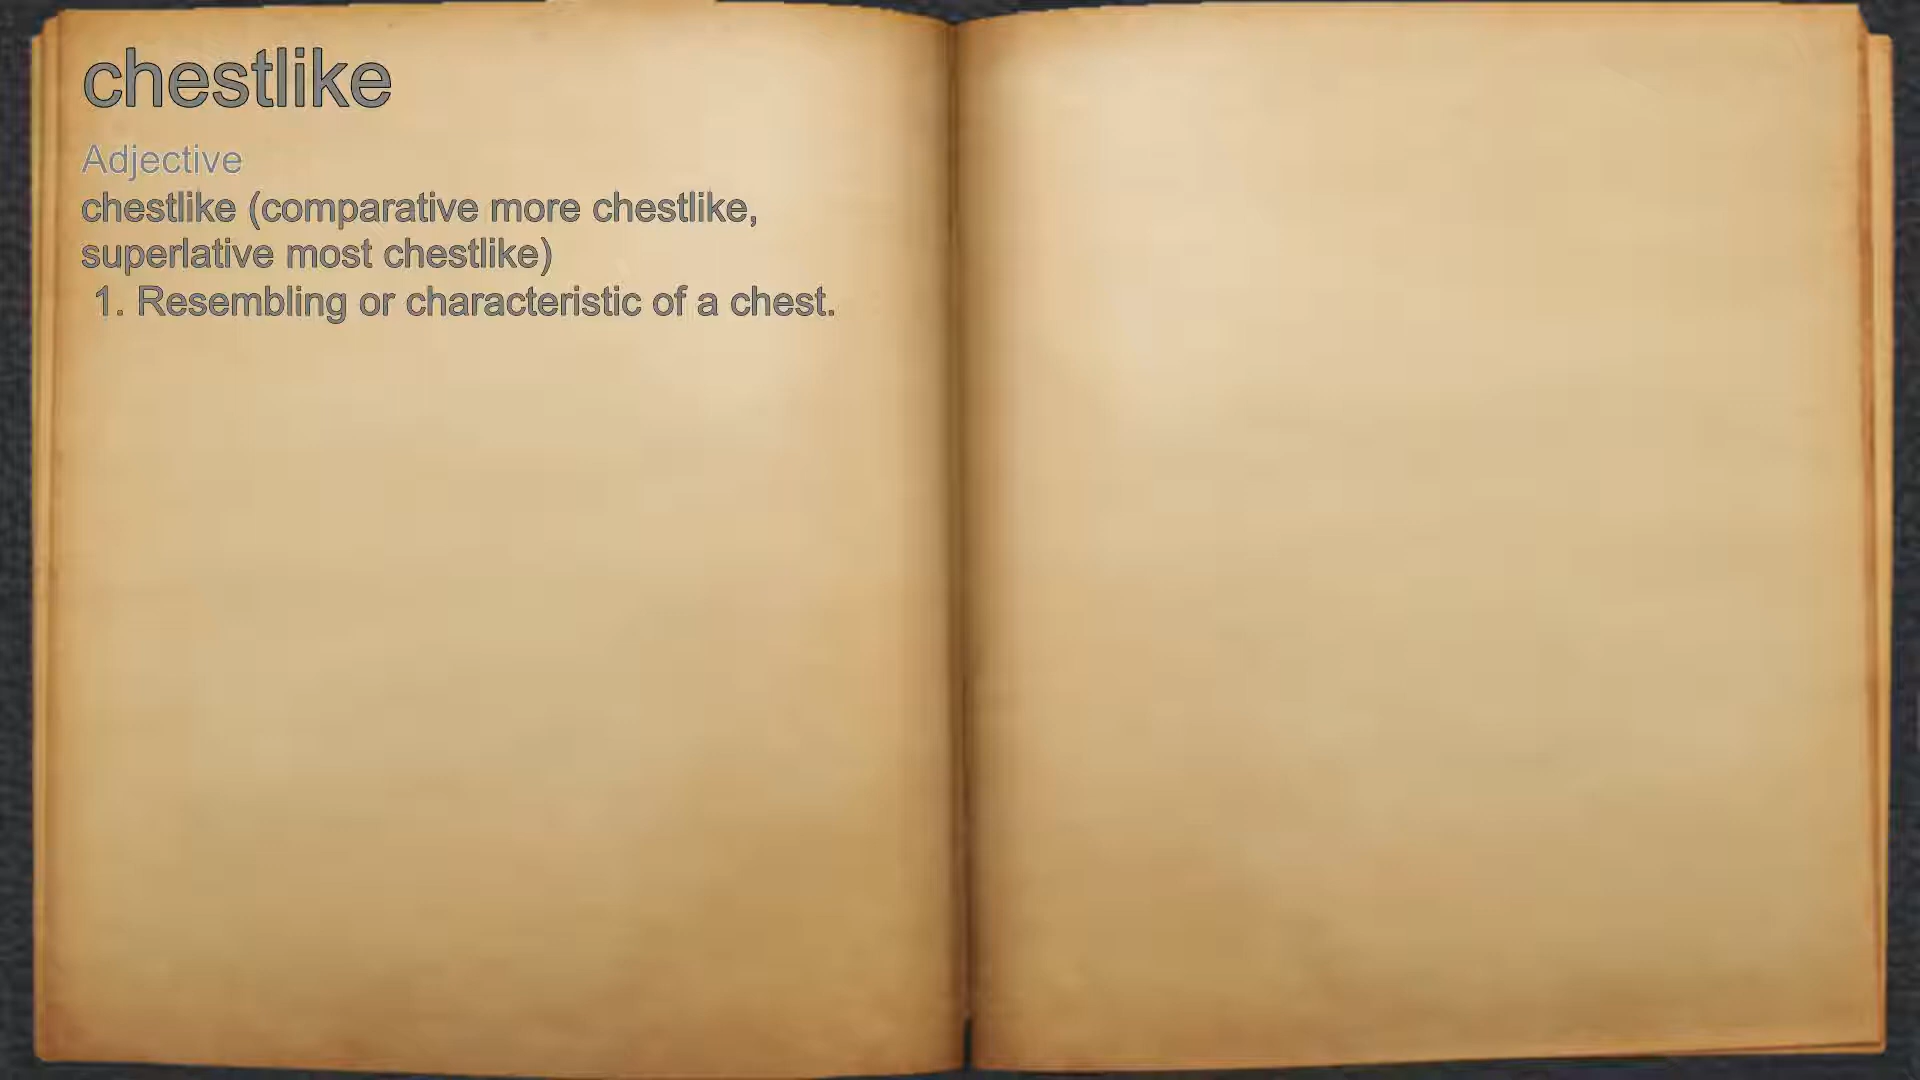 chestlike
Adjective
chestlike (comparative more chestlike,
superlative most chestlike)
1. Resembling or characteristic of a chest.